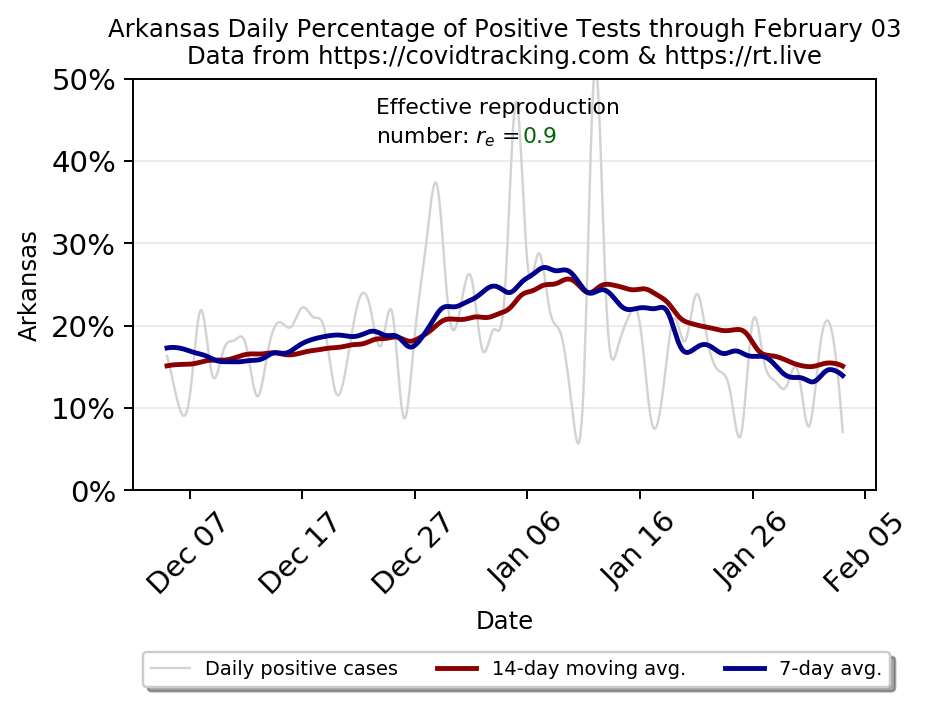 Arkansas Daily Percentage of Positive Tests through February 03
Data from https://covidtracking.com & https://rt.live
50%
40%
30%
20%
10%
0%
Arkansas
Effective reproduction
number: rₑ =0.9
Dec 07
Dec 17
Dec 27
Jan 06
Jan 16
Jan 26
Feb 05
Date
Daily positive cases
14-day moving avg.
7-day avg.